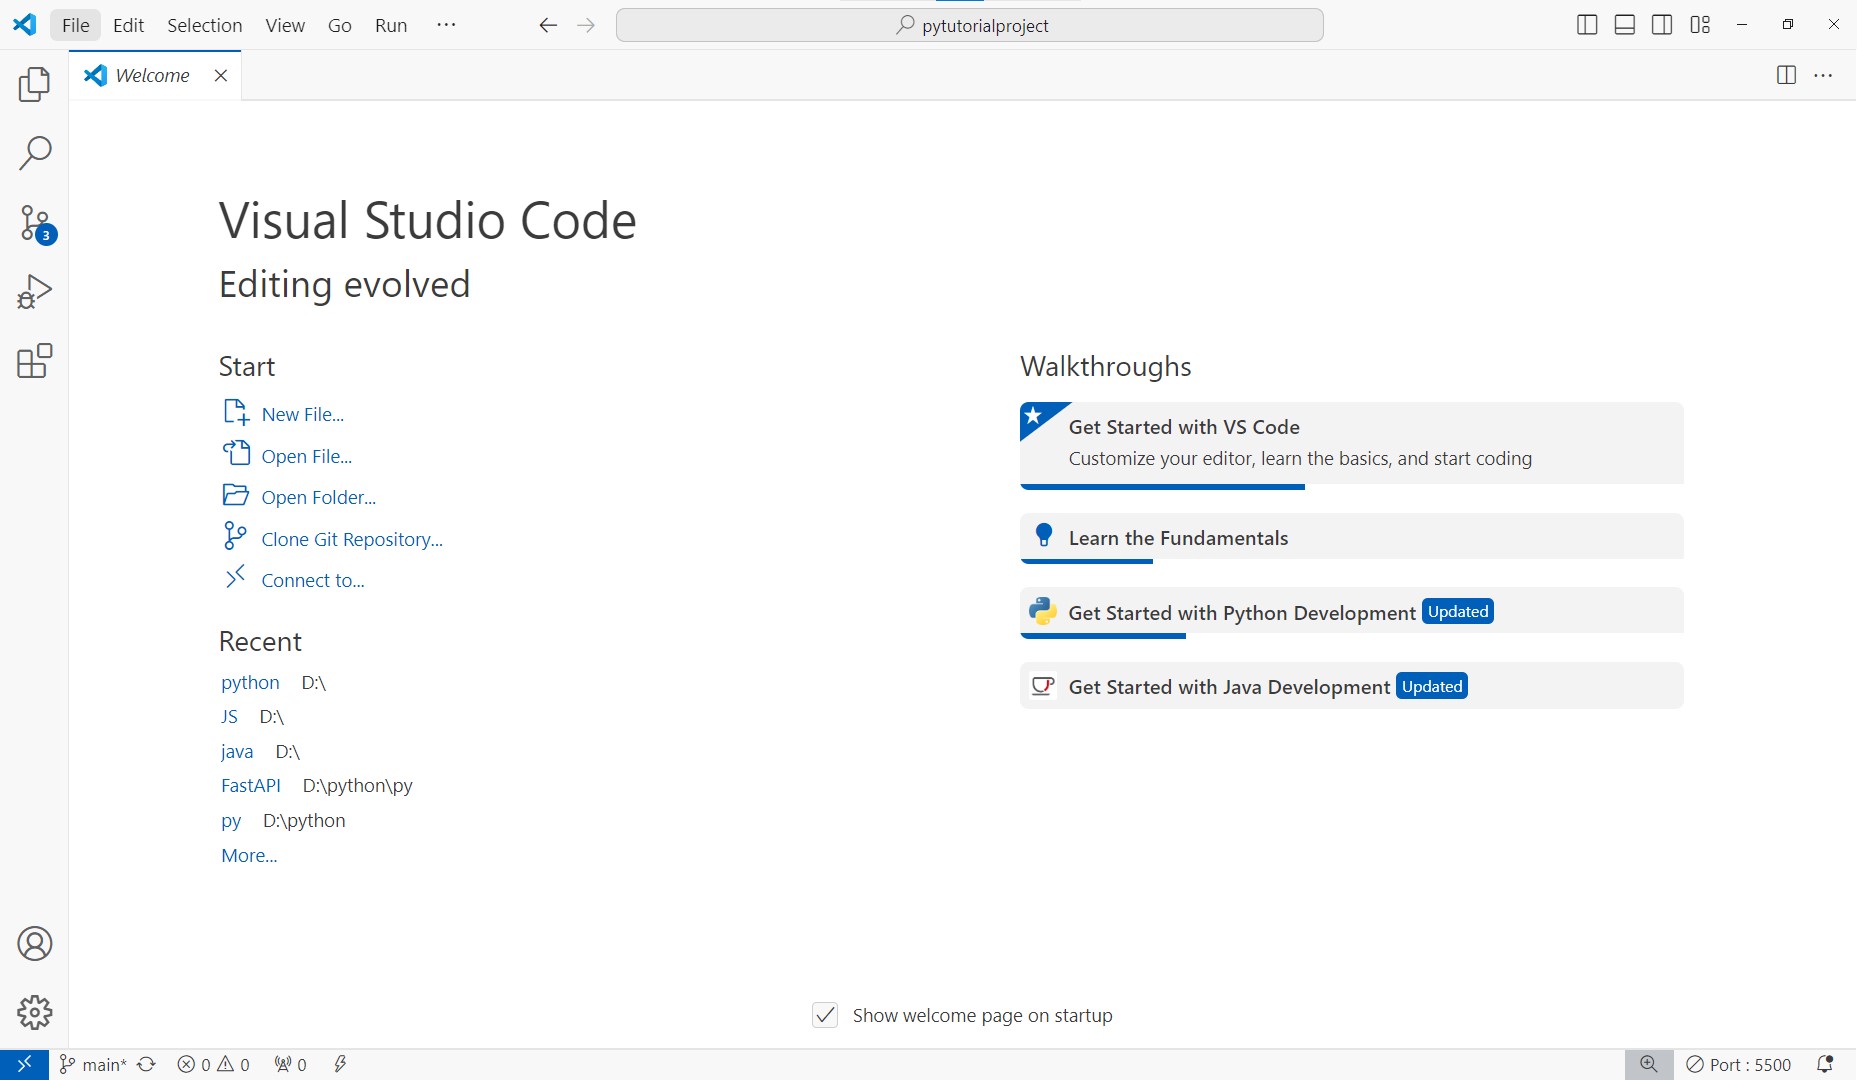 File Edit Selection View Go Run ··· pytutorialproject
Welcome
3
Visual Studio Code
Editing evolved
Start
New File...
Open File...
Open Folder...
Clone Git Repository...
Connect to...
Recent
python D:\
JS D:\
java D:\
FastAPI D:\python\py
py D:\python
More...
Walkthroughs
Get Started with VS Code
Customize your editor, learn the basics, and start coding
Learn the Fundamentals
Get Started with Python Development Updated
Get Started with Java Development Updated
Show welcome page on startup
main* 0 0 0 Port : 5500